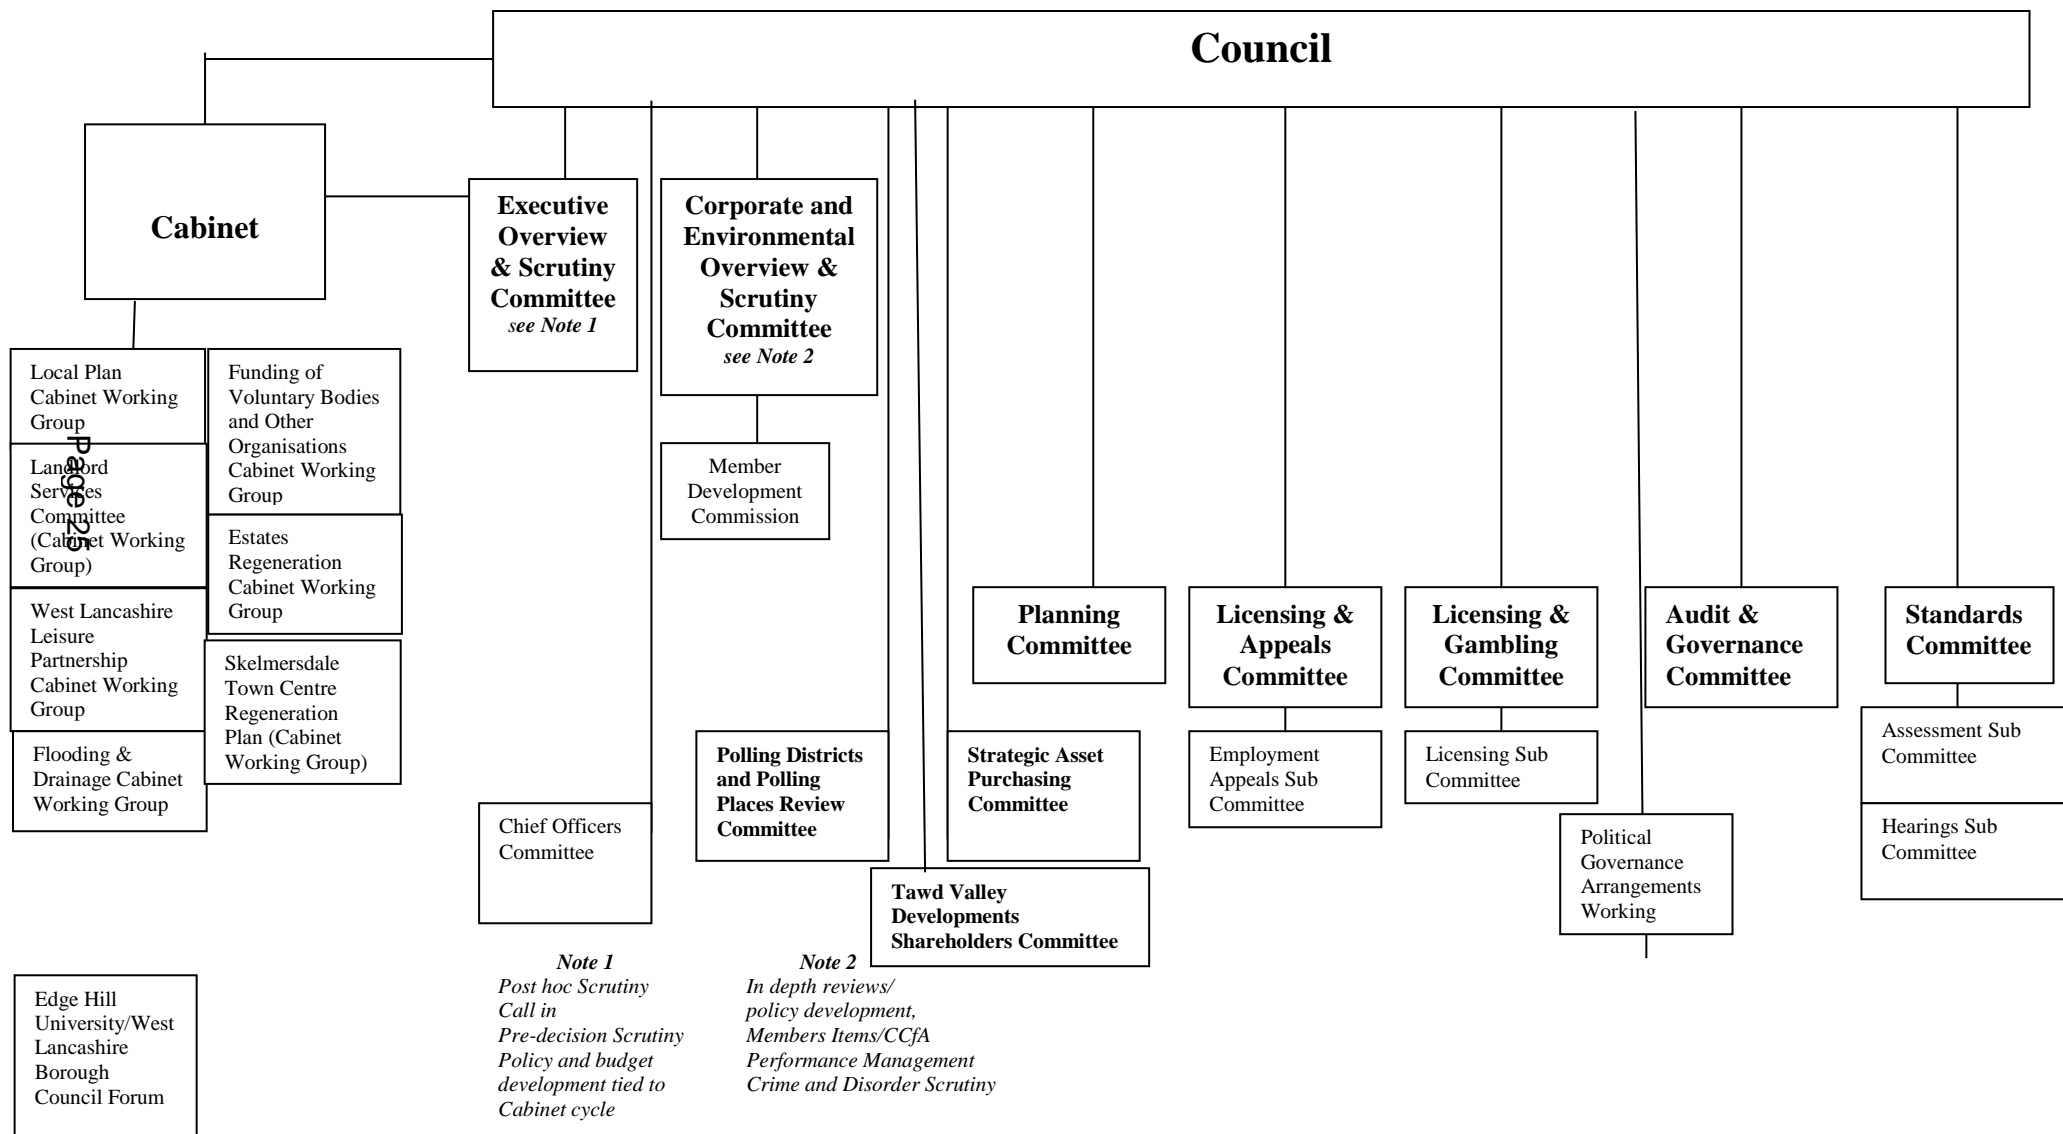 Council
Cabinet
Executive
Overview
& Scrutiny
Committee
see Note 1
Corporate and
Environmental
Overview &
Scrutiny
Committee
see Note 2
Local Plan
Cabinet Working
Group
Landlord
Services
Committee
(Cabinet Working
Group)
West Lancashire
Leisure
Partnership
Cabinet Working
Group
Flooding &
Drainage Cabinet
Working Group
Funding of
Voluntary Bodies
and Other
Organisations
Cabinet Working
Group
Estates
Regeneration
Cabinet Working
Group
Skelmersdale
Town Centre
Regeneration
Plan (Cabinet
Working Group)
Page 25
Member
Development
Commission
Planning
Committee
Licensing &
Appeals
Committee
Licensing &
Gambling
Committee
Audit &
Governance
Committee
Standards
Committee
Chief Officers
Committee
Polling Districts
and Polling
Places Review
Committee
Strategic Asset
Purchasing
Committee
Tawd Valley
Developments
Shareholders Committee
Employment
Appeals Sub
Committee
Licensing Sub
Committee
Political
Governance
Arrangements
Working
Assessment Sub
Committee
Hearings Sub
Committee
Edge Hill
University/West
Lancashire
Borough
Council Forum
Note 1
Post hoc Scrutiny
Call in
Pre-decision Scrutiny
Policy and budget
development tied to
Cabinet cycle
Note 2
In depth reviews/
policy development,
Members Items/CCfA
Performance Management
Crime and Disorder Scrutiny